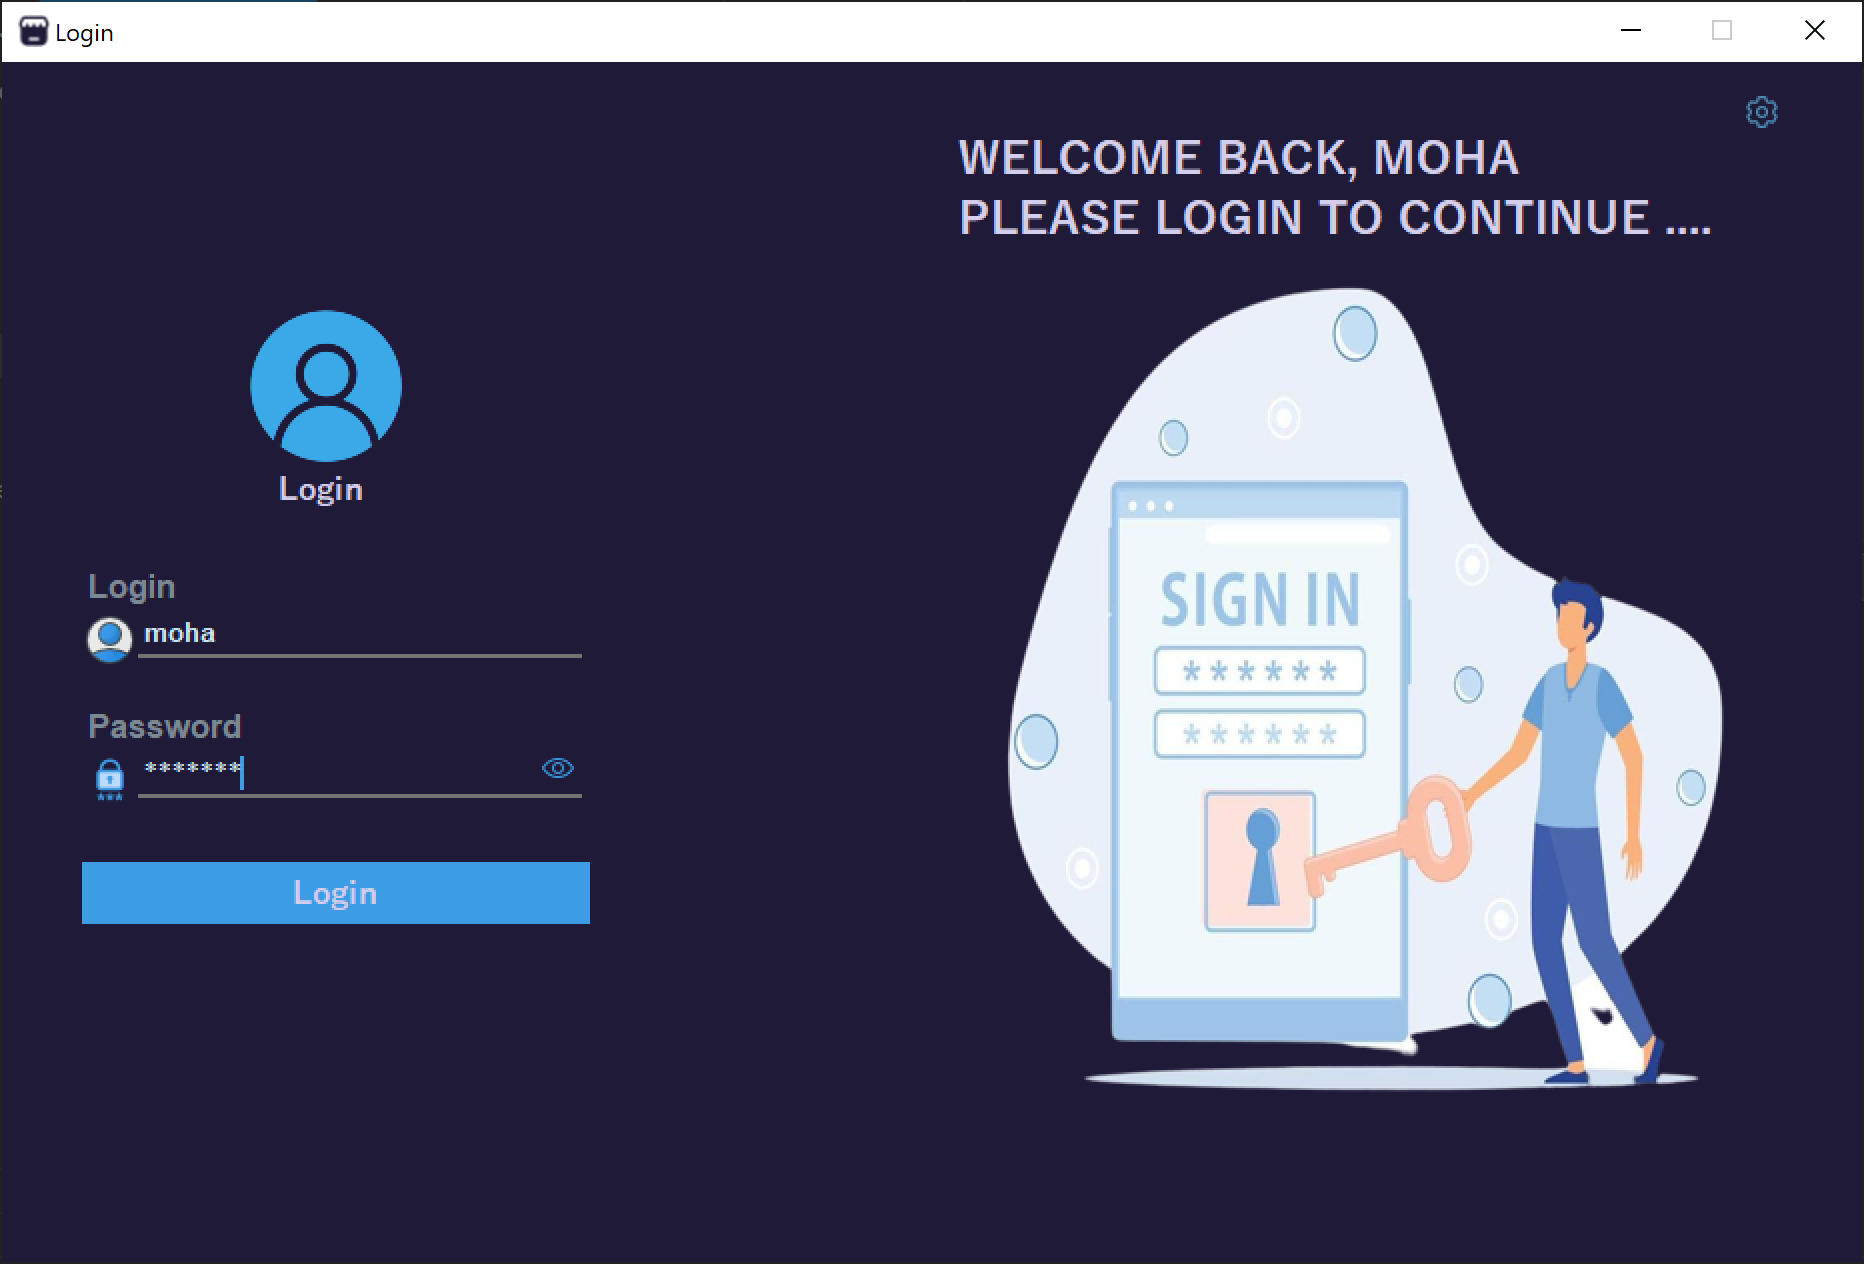 Login
WELCOME BACK, MOHA
PLEASE LOGIN TO CONTINUE ....
Login
Login
moha
Password
*******
Login
SIGN IN
******
******